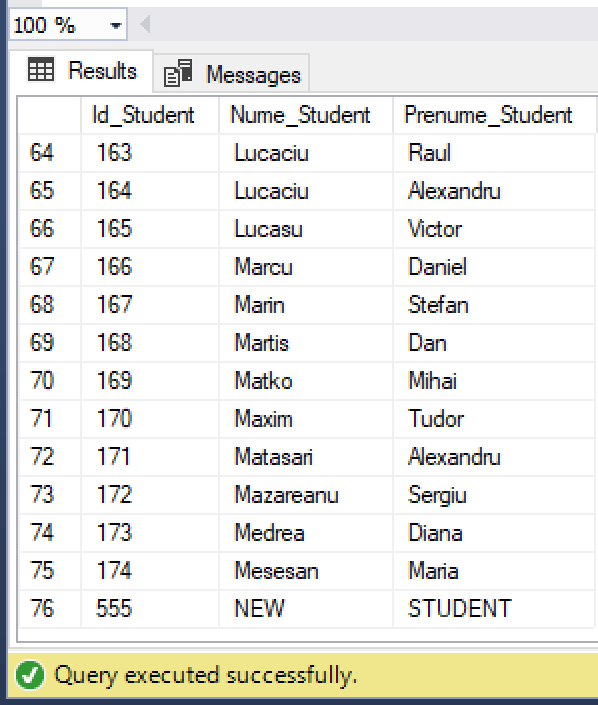 100 %
Results Messages
Id_Student Nume_Student Prenume_Student
64 163 Lucaciu Raul
65 164 Lucaciu Alexandru
66 165 Lucasu Victor
67 166 Marcu Daniel
68 167 Marin Stefan
69 168 Martis Dan
70 169 Matko Mihai
71 170 Maxim Tudor
72 171 Matasari Alexandru
73 172 Mazareanu Sergiu
74 173 Medrea Diana
75 174 Mesesan Maria
76 555 NEW STUDENT
Query executed successfully.